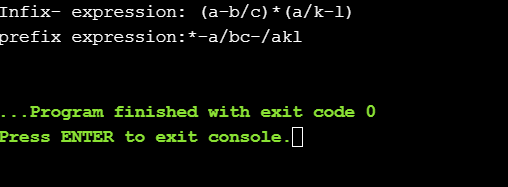 Infix- expression: (a-b/c)*(a/k-l)
prefix expression:*-a/bc-/akl
...Program finished with exit code 0
Press ENTER to exit console.